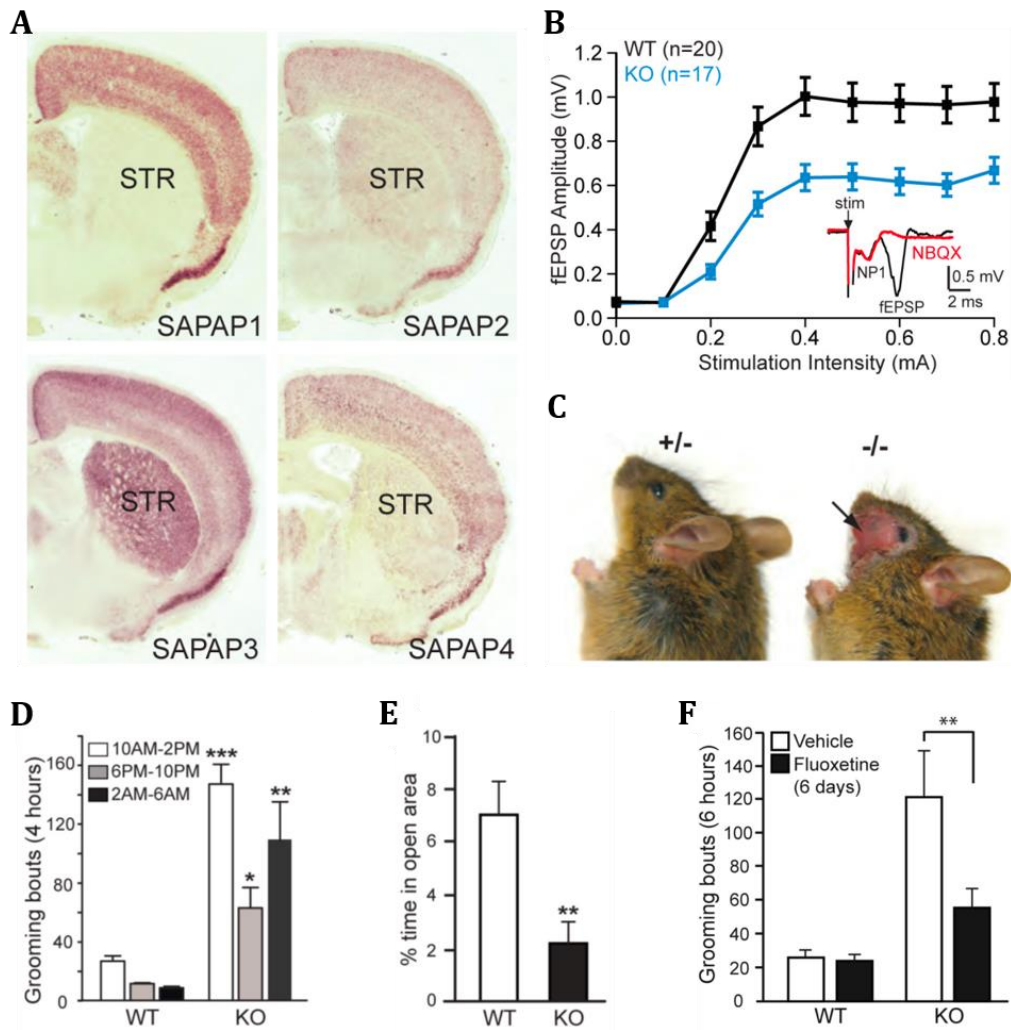 A
STR
SAPAP1
STR
SAPAP2
STR
SAPAP3
STR
SAPAP4
B
WT (n=20)
KO (n=17)
fEPSP Amplitude (mV)
1.2
1.0
0.8
0.6
0.4
0.2
0.0
0.0
0.2
0.4
0.6
0.8
Stimulation Intensity (mA)
stim
NP1
NBQX
fEPSP
0.5 mV
2 ms
C
+/-
-/-
D
Grooming bouts (4 hours)
160
120
80
40
0
10AM-2PM
6PM-10PM
2AM-6AM
***
*
**
WT
KO
E
% time in open area
10
8
6
4
2
0
**
WT
KO
F
Grooming bouts (6 hours)
160
140
120
100
80
60
40
20
0
Vehicle
Fluoxetine
(6 days)
**
WT
KO